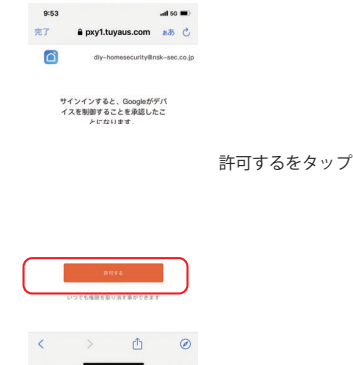 9:53
5G
完了
pxy1.tuyaus.com
ぁあ
diy-homesecurity@nsk-sec.co.jp
サインインすると、Googleがデバ
イスを制御することを承認したこ
とになります。
許可するをタップ
許可する
いつでも権限を取り消す事ができます